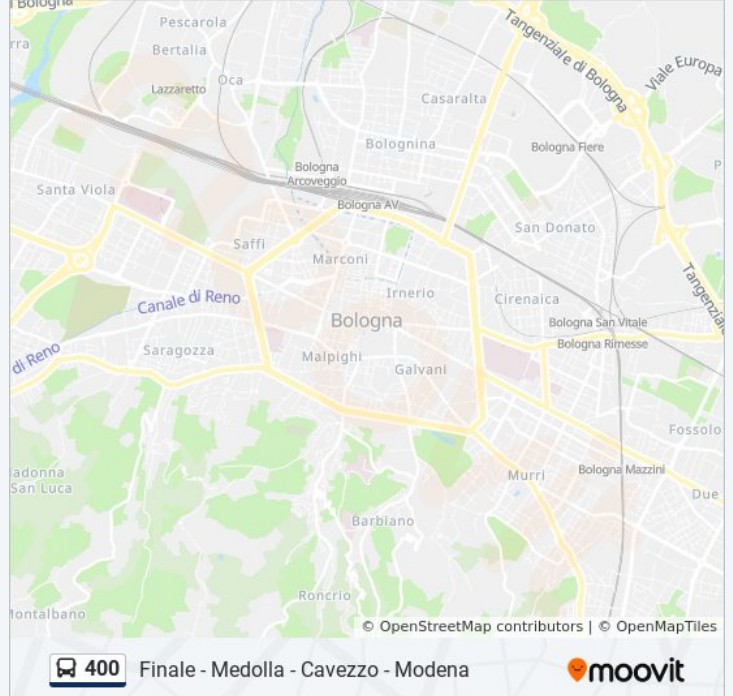 i Bologna
Pescarola
Tangenziale di Bologna
Bertalia
Viale Europa
Oca
Lazzaretto
Casaralta
Bolognina
Bologna Fiere
Bologna
Arcoveggio
Santa Viola
Bologna AV
San Donato
Saffi
Marconi
Irnerio
Cirenaica
Canale di Reno
Bologna
Bologna San Vitale
Bologna Rimesse
di Reno
Saragozza
Malpighi
Galvani
Fossolo
Murri
Bologna Mazzini
adonna
San Luca
Due
Barbiano
Roncrio
Montalbano
© OpenStreetMap contributors | © OpenMapTiles
400 Finale - Medolla - Cavezzo - Modena
moovit